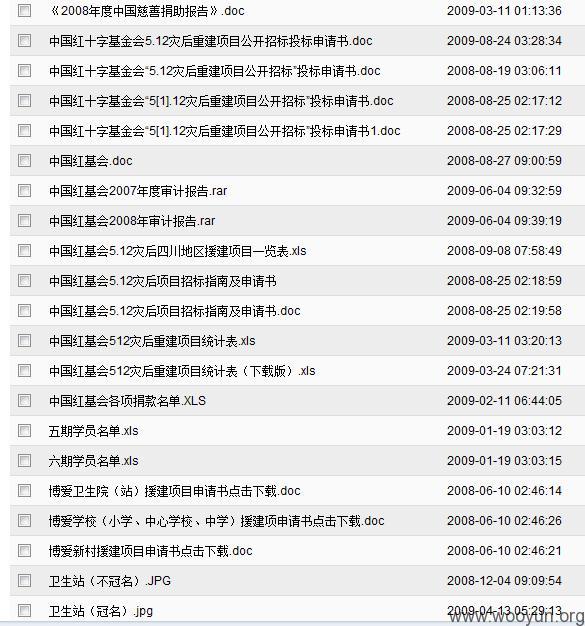 《2008年度中国慈善捐助报告》.doc 2009-03-11 01:13:36
中国红十字基金会5.12灾后重建项目公开招标投标申请书.doc 2009-08-24 03:28:34
中国红十字基金会“5.12灾后重建项目公开招标”投标申请书.doc 2008-08-19 03:06:11
中国红十字基金会“5[1].12灾后重建项目公开招标”投标申请书.doc 2008-08-25 02:17:12
中国红十字基金会“5[1].12灾后重建项目公开招标”投标申请书1.doc 2008-08-25 02:17:29
中国红基会.doc 2008-08-27 09:00:59
中国红基会2007年度审计报告.rar 2009-06-04 09:32:59
中国红基会2008年审计报告.rar 2009-06-04 09:39:19
中国红基会5.12灾后四川地区援建项目一览表.xls 2008-09-08 07:58:49
中国红基会5.12灾后项目招标指南及申请书 2008-08-25 02:18:59
中国红基会5.12灾后项目招标指南及申请书.doc 2008-08-25 02:19:58
中国红基会512灾后重建项目统计表.xls 2009-03-11 03:20:13
中国红基会512灾后重建项目统计表（下载版）.xls 2009-03-24 07:21:31
中国红基会各项捐款名单.XLS 2009-02-11 06:44:05
五期学员名单.xls 2009-01-19 03:03:12
六期学员名单.xls 2009-01-19 03:03:15
博爱卫生院（站）援建项目申请书点击下载.doc 2008-06-10 02:46:14
博爱学校（小学、中心学校、中学）援建项申请书点击下载.doc 2008-06-10 02:46:26
博爱新村援建项目申请书点击下载.doc 2008-06-10 02:46:21
卫生站（不冠名）.JPG 2008-12-04 09:09:54
卫生站（冠名）.jpg 2009-04-13 05:29:13
www.wooyun.org